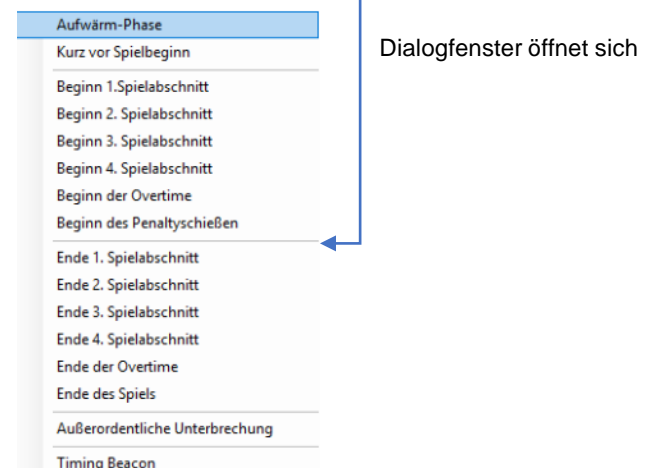 Aufwärm-Phase
Kurz vor Spielbeginn
Beginn 1.Spielabschnitt
Beginn 2. Spielabschnitt
Beginn 3. Spielabschnitt
Beginn 4. Spielabschnitt
Beginn der Overtime
Beginn des Penaltyschießen
Ende 1. Spielabschnitt
Ende 2. Spielabschnitt
Ende 3. Spielabschnitt
Ende 4. Spielabschnitt
Ende der Overtime
Ende des Spiels
Außerordentliche Unterbrechung
Timing Beacon
Dialogfenster öffnet sich